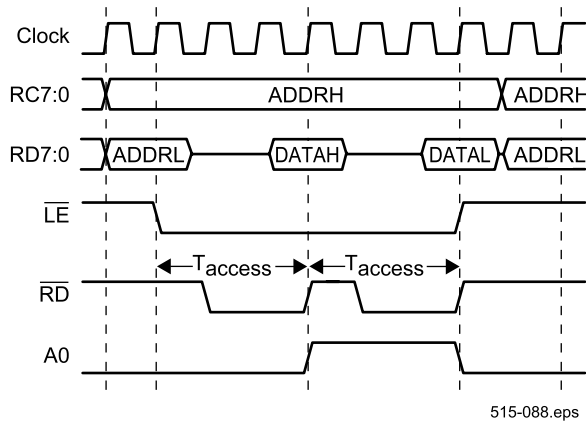 Clock
RC7:0 ADDRH ADDRH
RD7:0 ADDRL DATAH DATAL ADDRL
LE
Taccess Taccess
RD
A0
515-088.eps